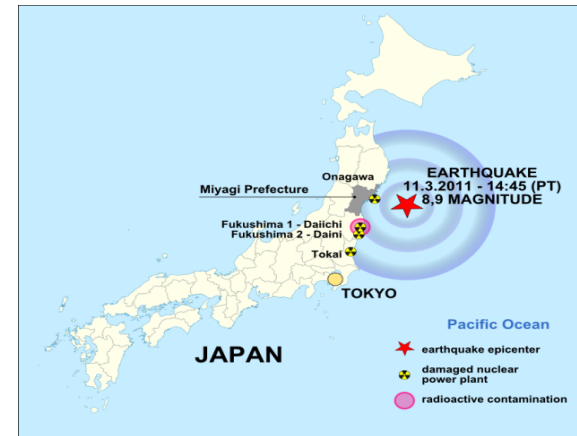 Onagawa
EARTHQUAKE
11.3.2011 - 14:45 (PT)
8,9 MAGNITUDE
Miyagi Prefecture
Fukushima 1 - Daiichi
Fukushima 2 - Daini
Tokai
TOKYO
JAPAN
Pacific Ocean
earthquake epicenter
damaged nuclear
power plant
radioactive contamination